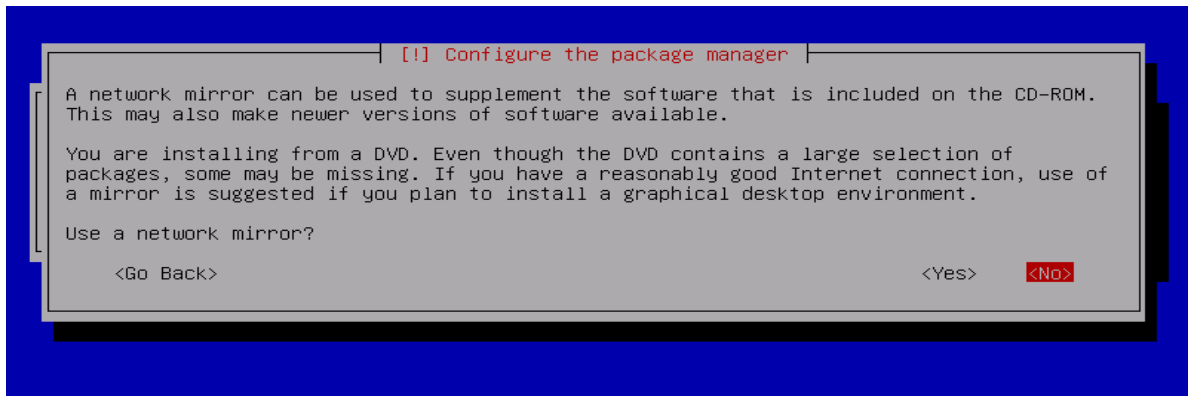 [!] Configure the package manager
A network mirror can be used to supplement the software that is included on the CD-ROM.
This may also make newer versions of software available.
You are installing from a DVD. Even though the DVD contains a large selection of
packages, some may be missing. If you have a reasonably good Internet connection, use of
a mirror is suggested if you plan to install a graphical desktop environment.
Use a network mirror?
<Go Back> <Yes> <No>